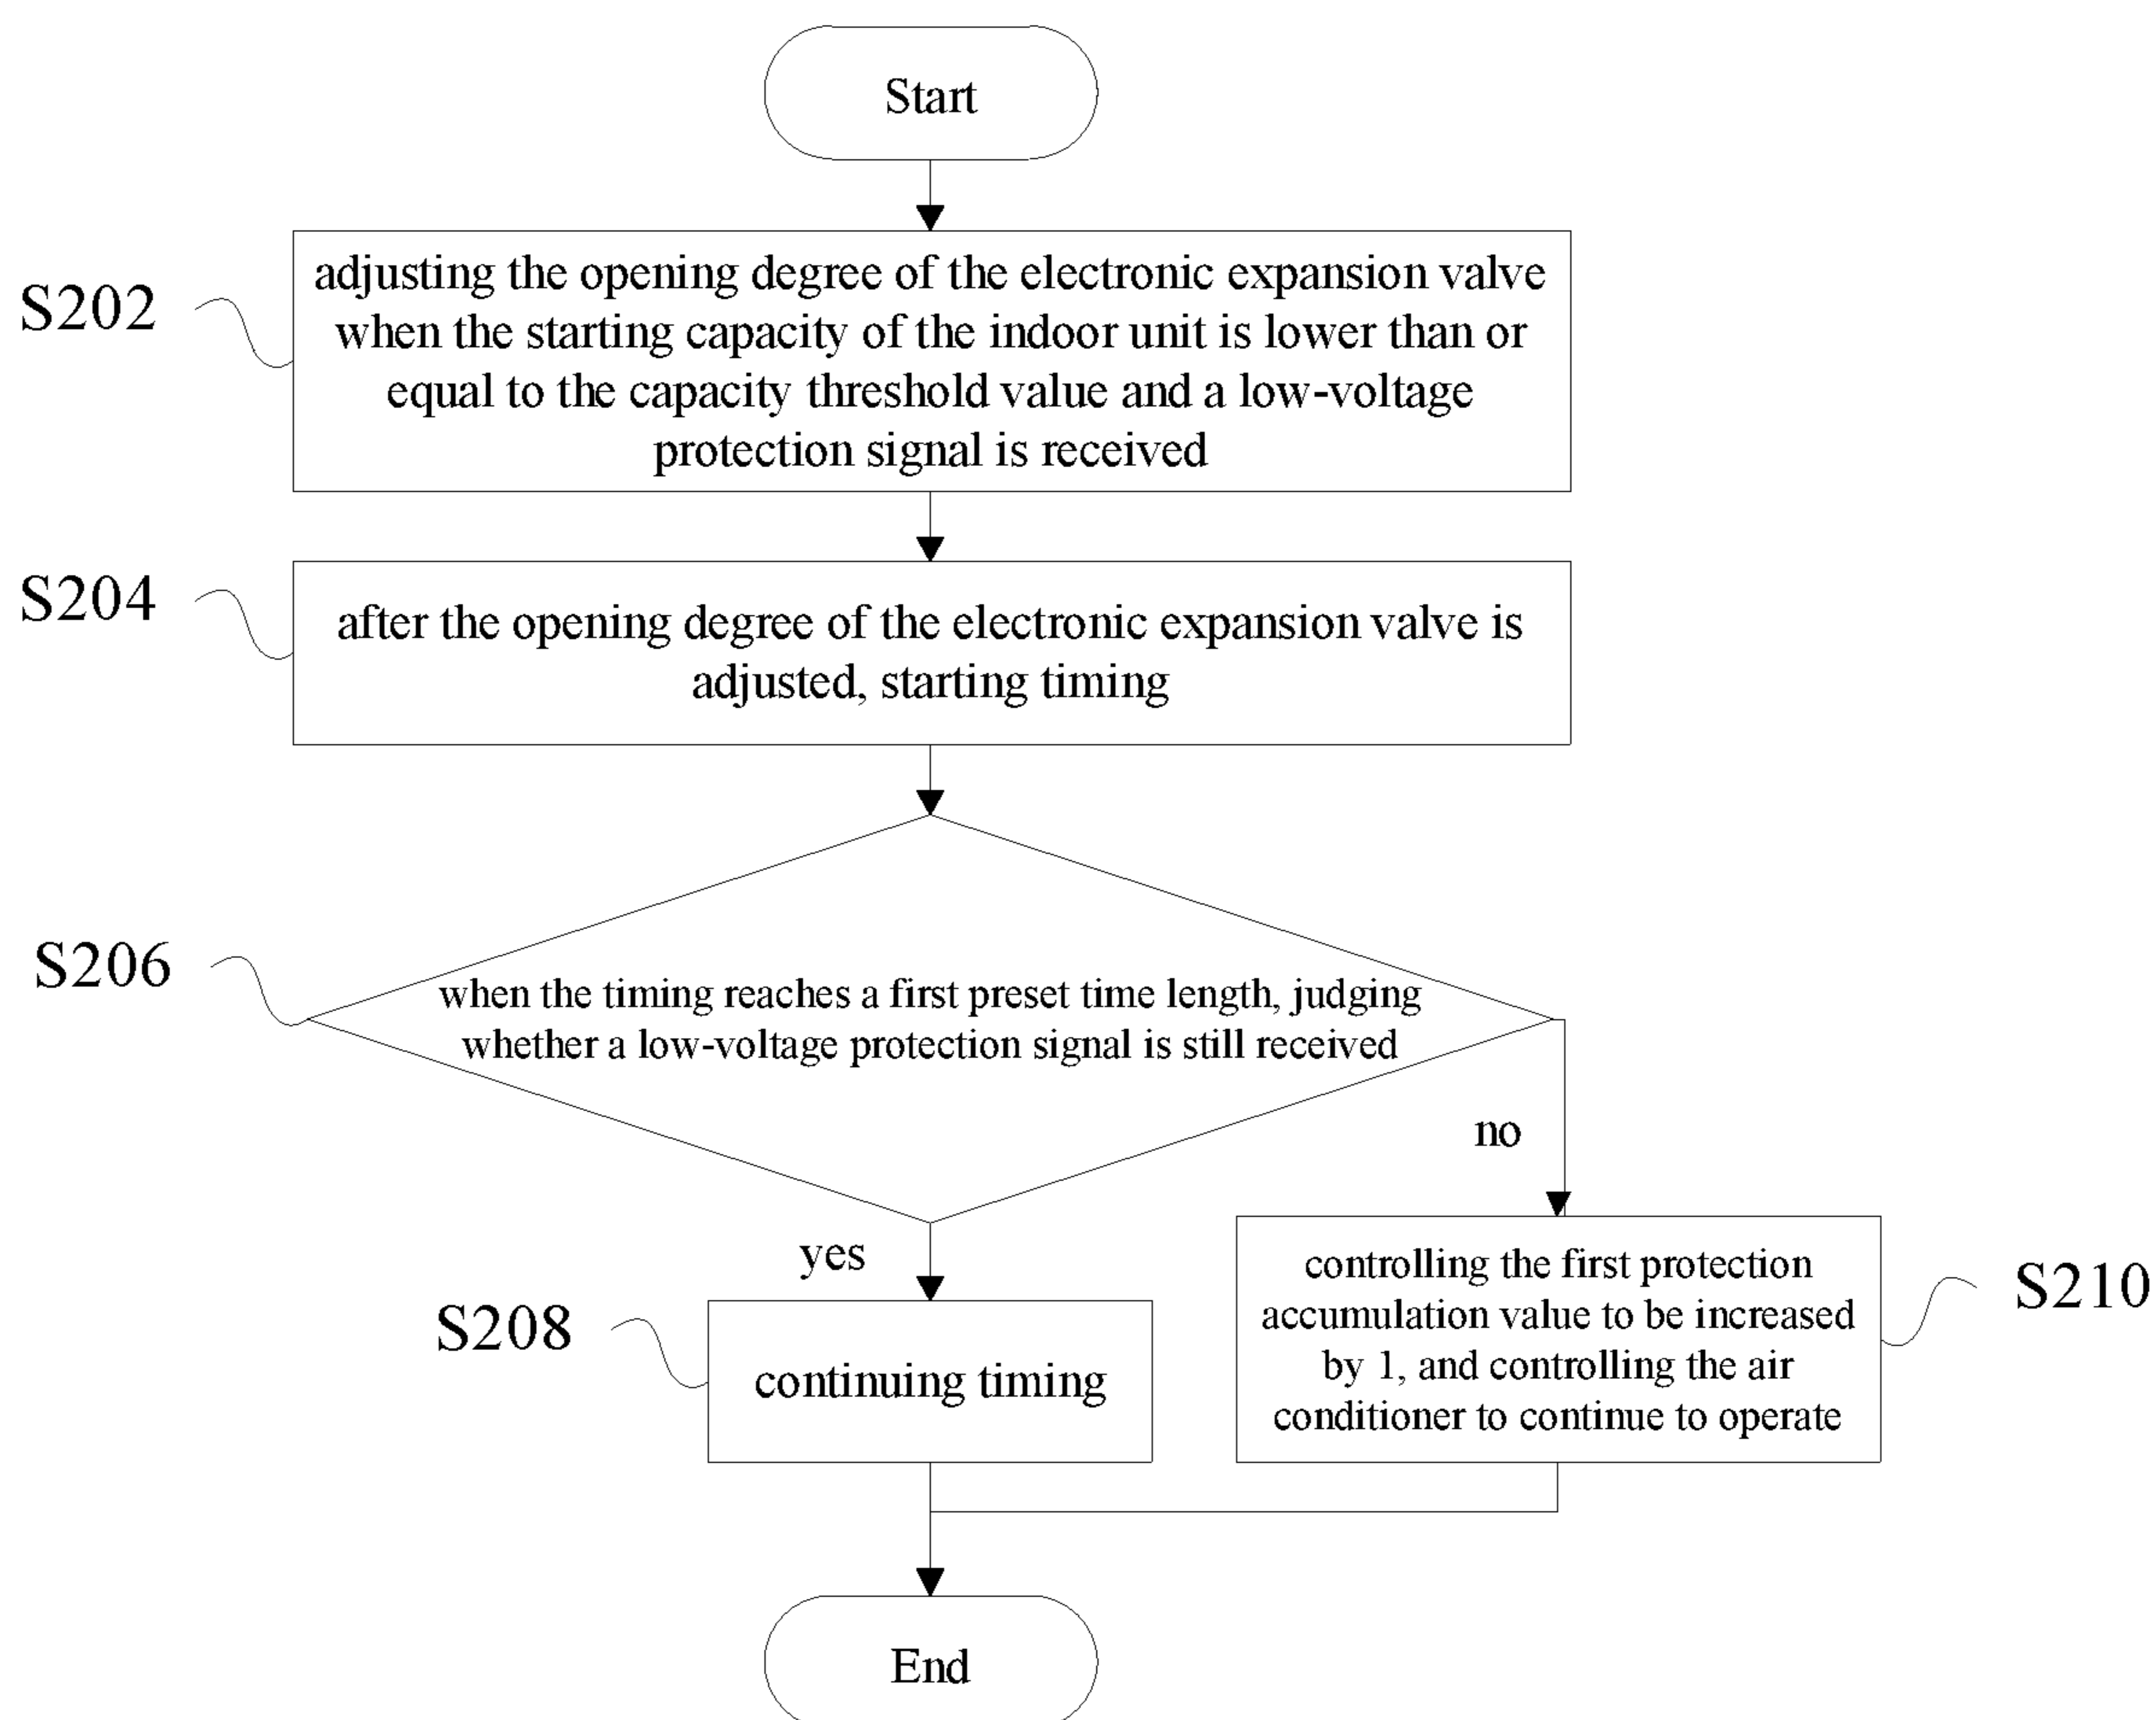 Start
S202
adjusting the opening degree of the electronic expansion valve
when the starting capacity of the indoor unit is lower than or
equal to the capacity threshold value and a low-voltage
protection signal is received
S204
after the opening degree of the electronic expansion valve is
adjusted, starting timing
S206
when the timing reaches a first preset time length, judging
whether a low-voltage protection signal is still received
no
yes
S208
continuing timing
controlling the first protection
accumulation value to be increased
by 1, and controlling the air
conditioner to continue to operate
S210
End